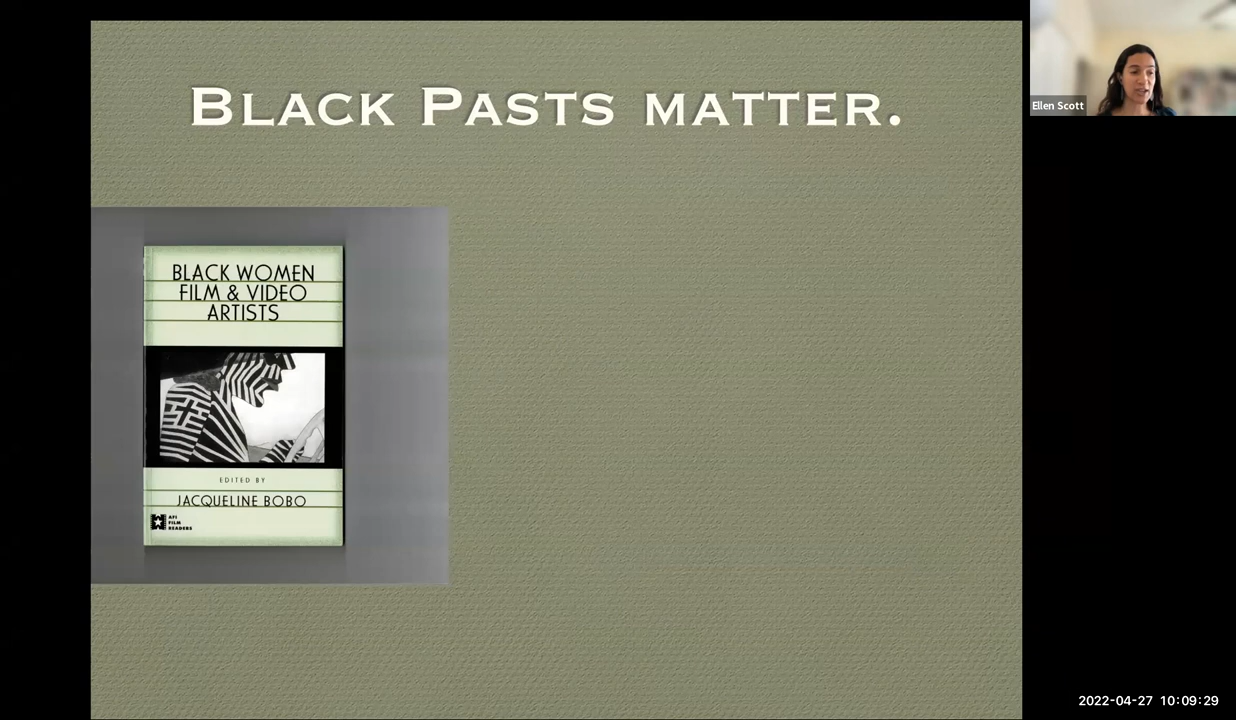 BLACK PASTS MATTER.
Ellen Scott
BLACK WOMEN
FILM & VIDEO
ARTISTS
EDITED BY
JACQUELINE BOBO
AFI
FILM
READERS
2022-04-27 10:09:29